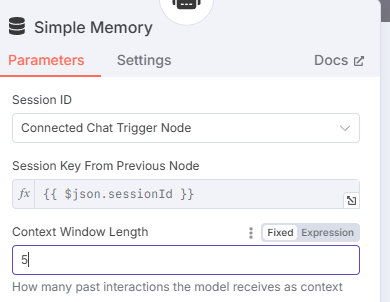 Simple Memory
Parameters Settings Docs
Session ID
Connected Chat Trigger Node
Session Key From Previous Node
fx {{ $json.sessionId }}
Context Window Length Fixed Expression
5
How many past interactions the model receives as context